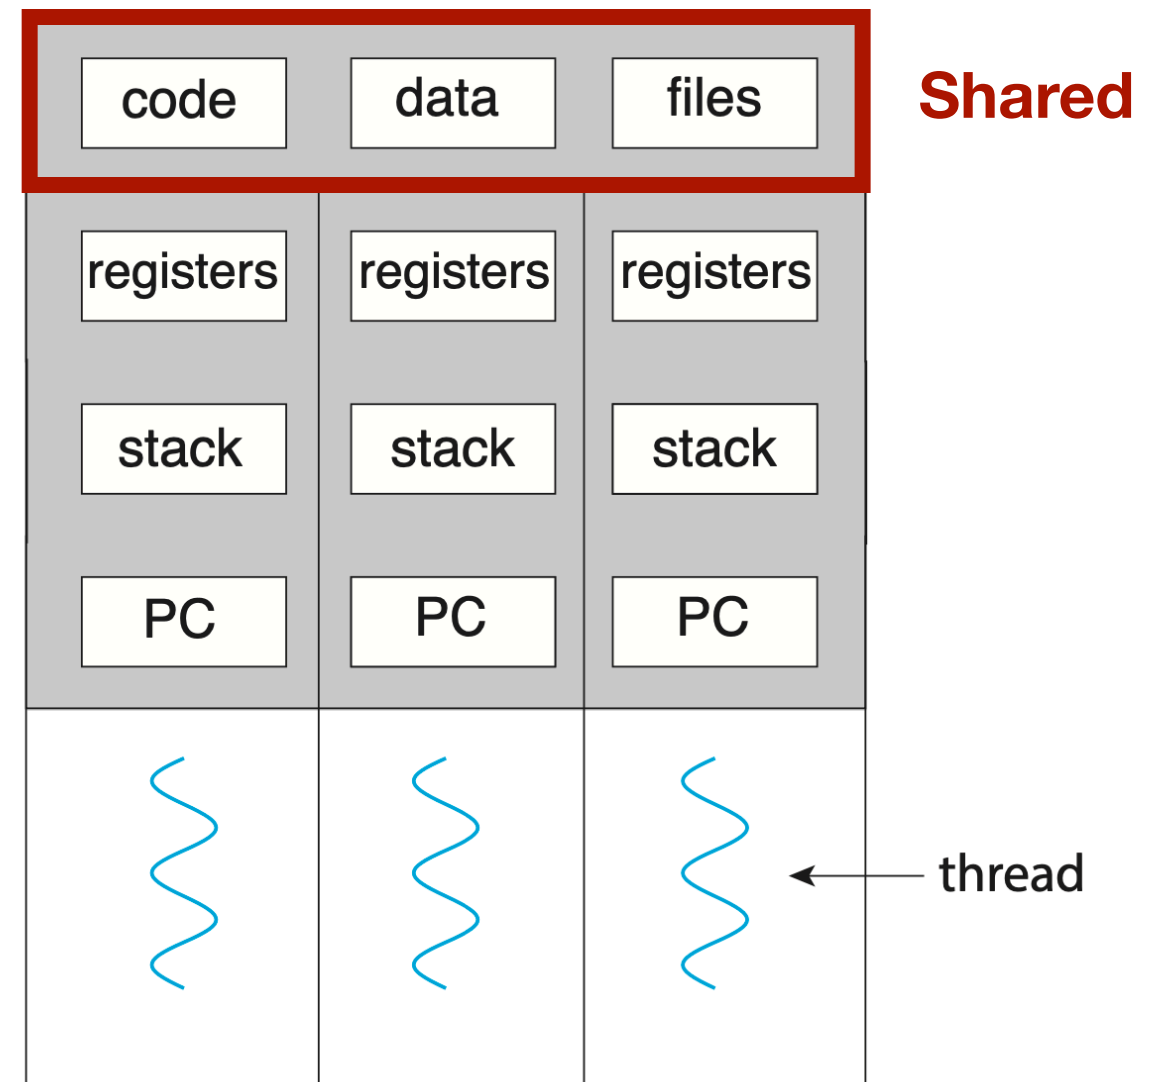 code data files Shared
registers registers registers
stack stack stack
PC PC PC
thread